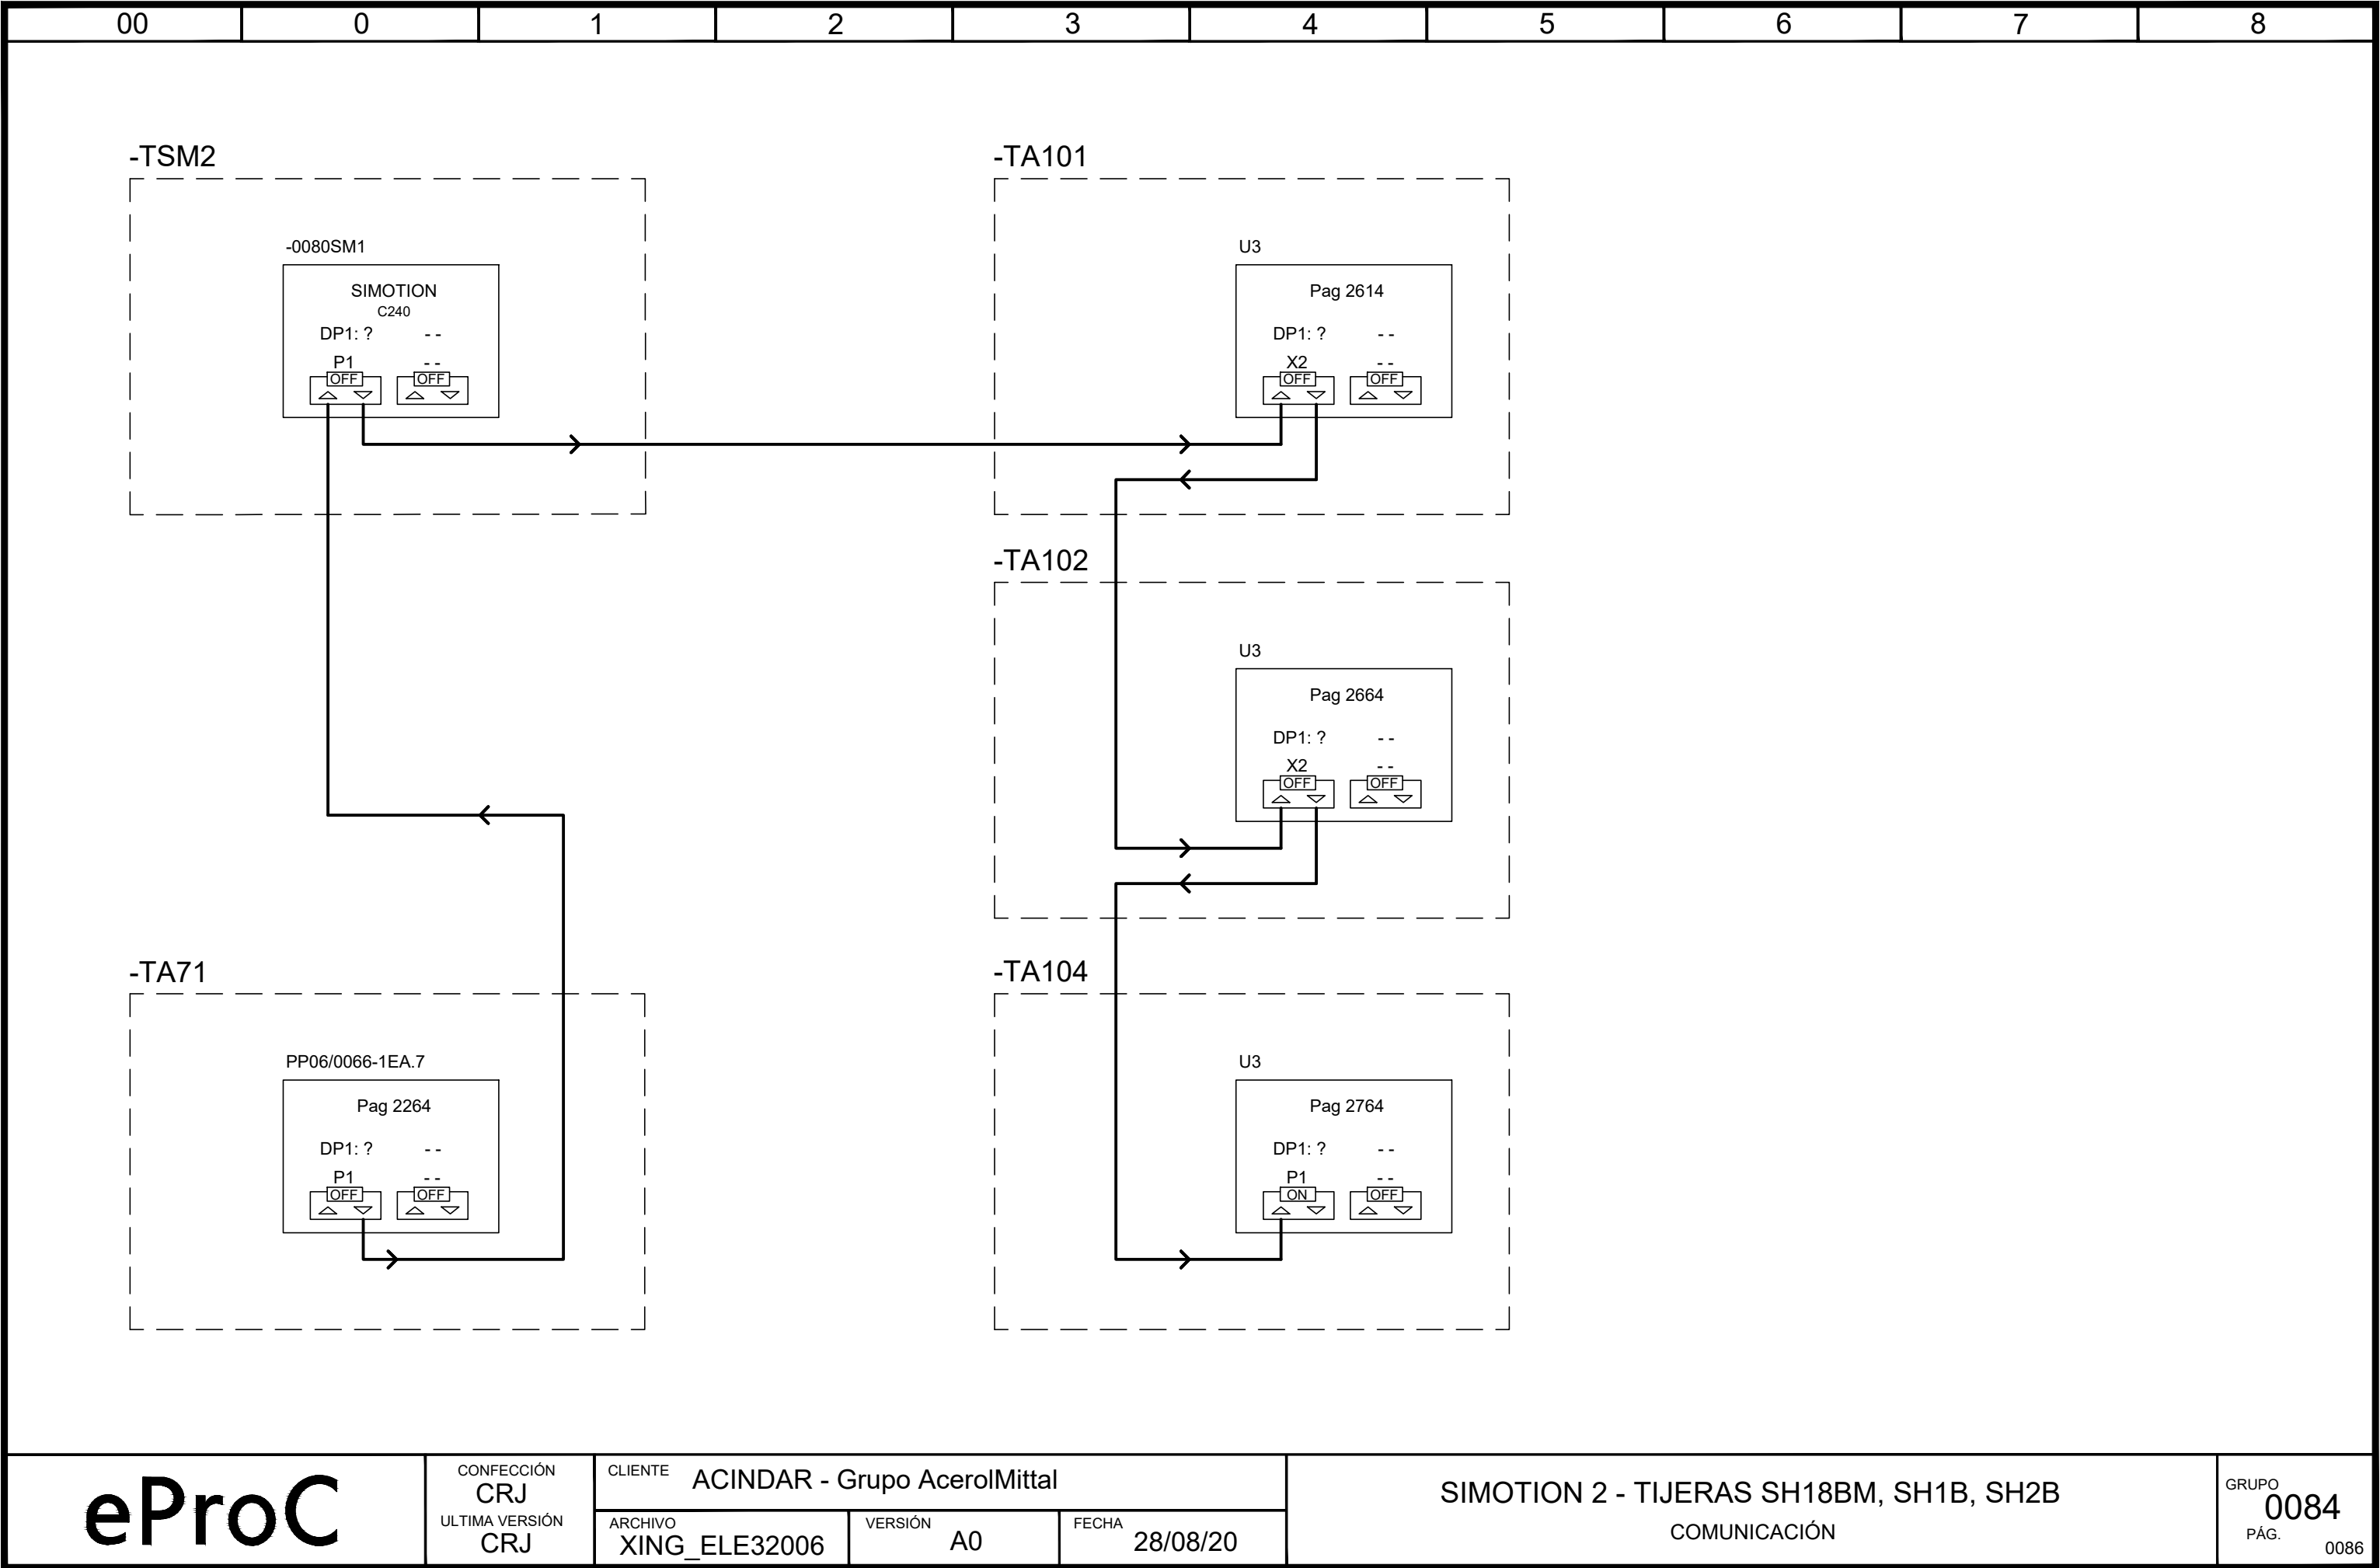 00 0 1 2 3 4 5 6 7 8
-TSM2
-0080SM1
SIMOTION
C240
DP1: ? - -
P1 - -
OFF OFF
-TA101
U3
Pag 2614
DP1: ? - -
X2 - -
OFF OFF
-TA102
U3
Pag 2664
DP1: ? - -
X2 - -
OFF OFF
-TA71
PP06/0066-1EA.7
Pag 2264
DP1: ? - -
P1 - -
OFF OFF
-TA104
U3
Pag 2764
DP1: ? - -
P1 - -
ON OFF
eProC
CONFECCIÓN
CRJ
ULTIMA VERSIÓN
CRJ
CLIENTE ACINDAR - Grupo AcerolMittal
ARCHIVO
XING_ELE32006
VERSIÓN A0
FECHA 28/08/20
SIMOTION 2 - TIJERAS SH18BM, SH1B, SH2B
COMUNICACIÓN
GRUPO
0084
PÁG.
0086